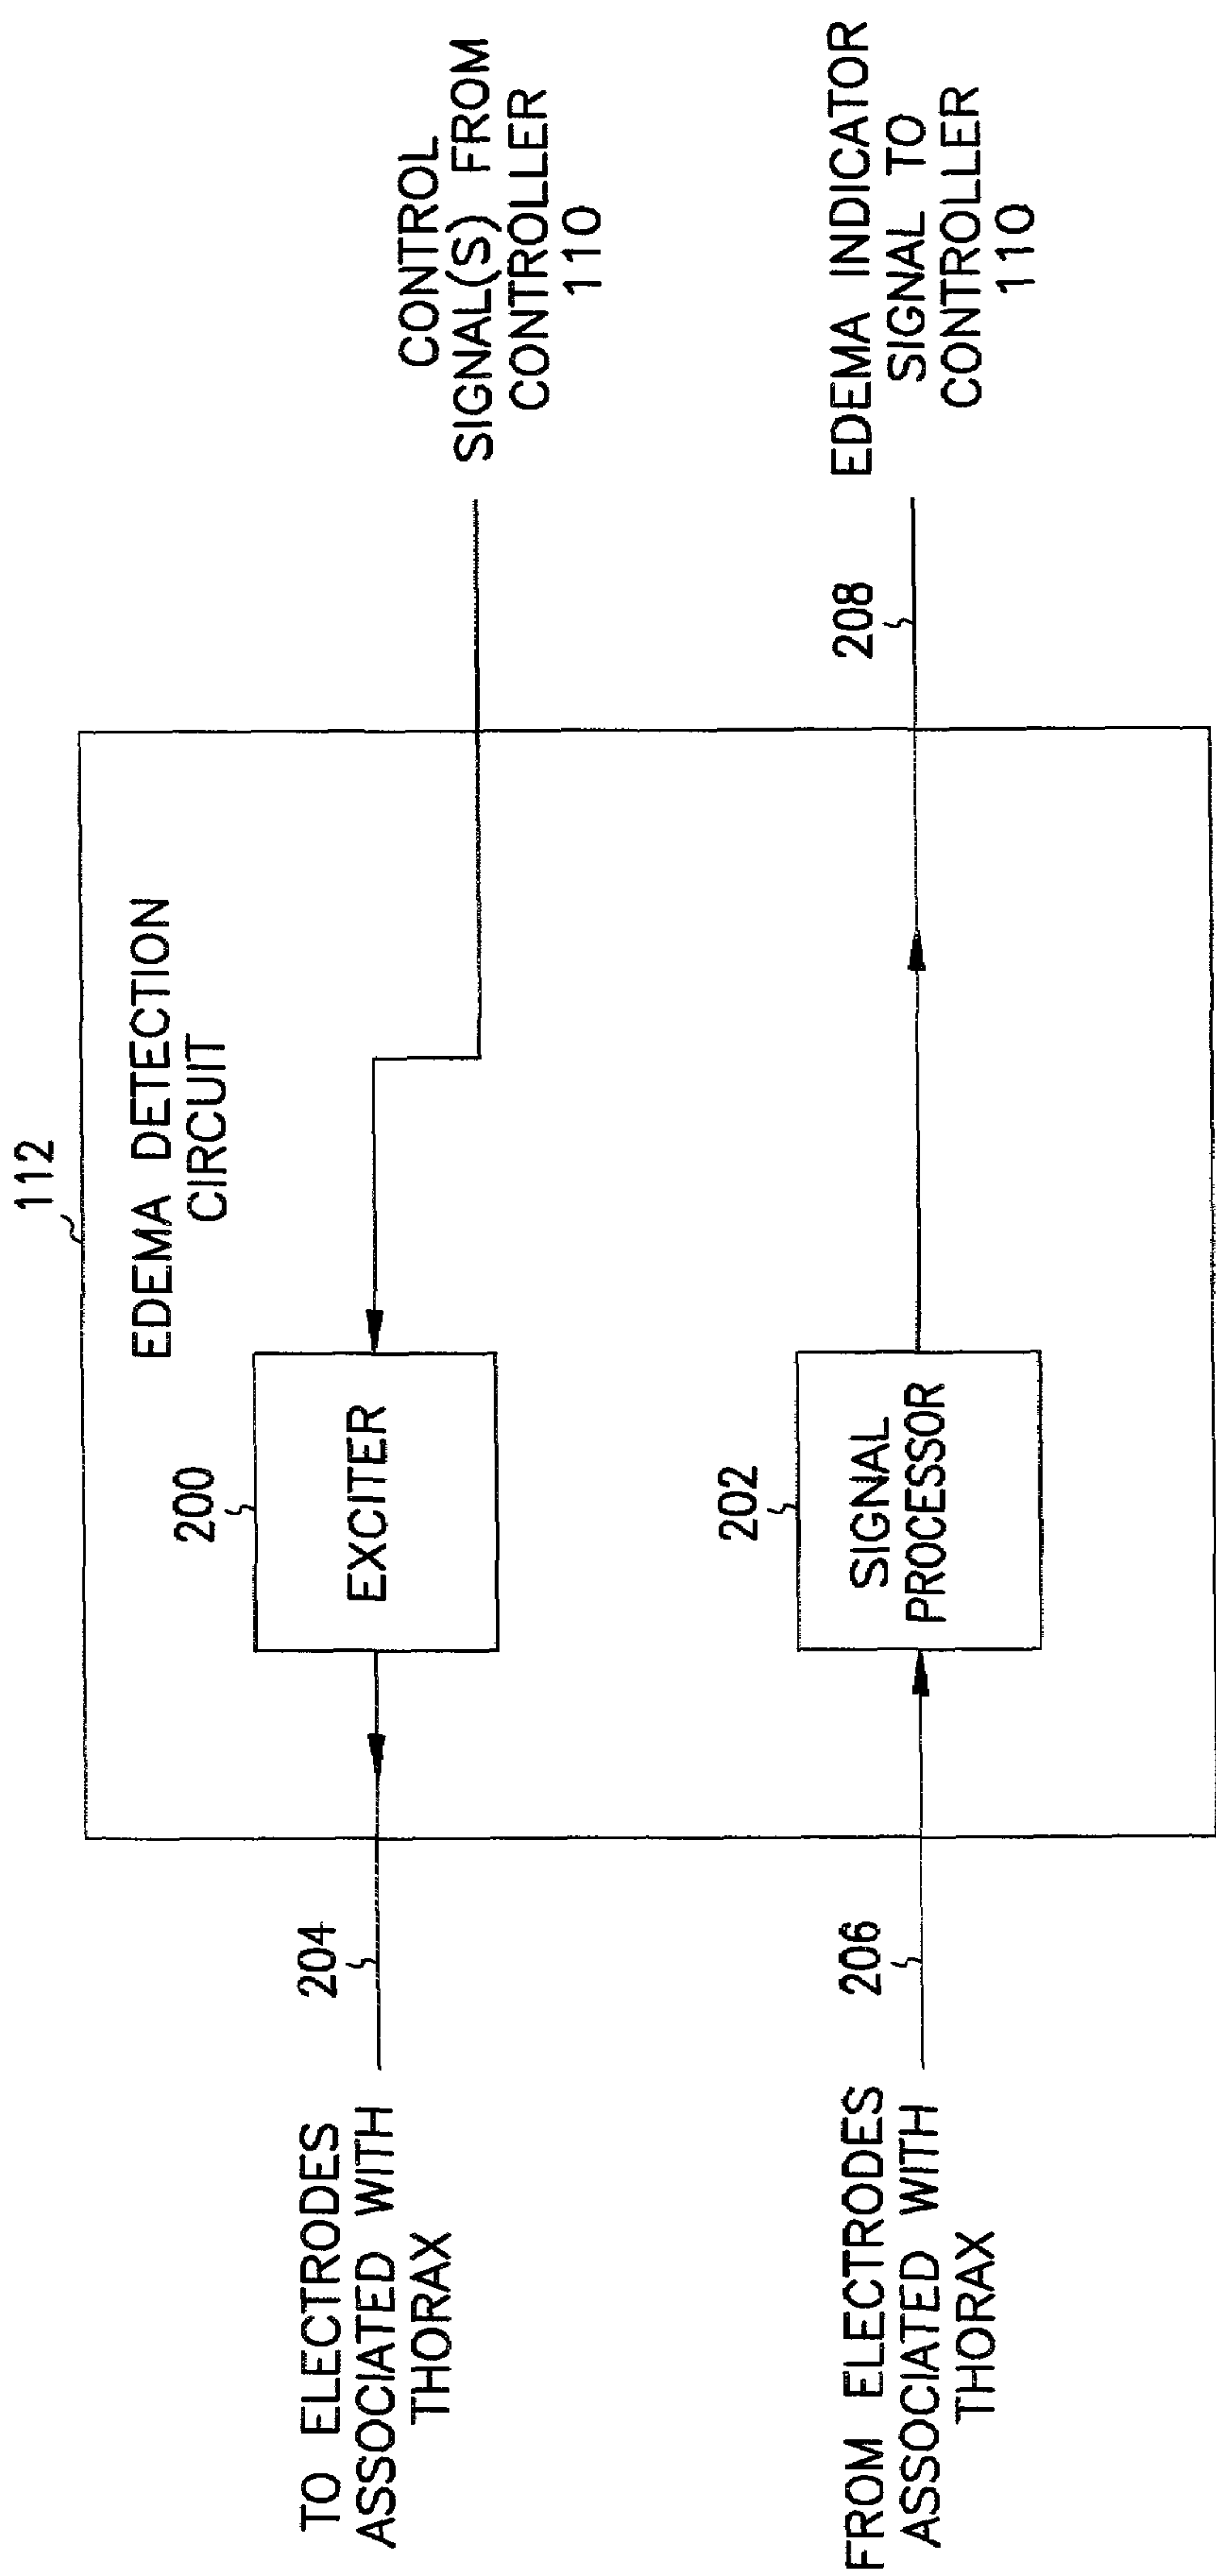 112
EDEMA DETECTION
CIRCUIT
TO ELECTRODES
ASSOCIATED WITH
THORAX
204
200
EXCITER
CONTROL
SIGNAL(S) FROM
CONTROLLER
110
FROM ELECTRODES
ASSOCIATED WITH
THORAX
206
202
SIGNAL
PROCESSOR
208
EDEMA INDICATOR
SIGNAL TO
CONTROLLER
110